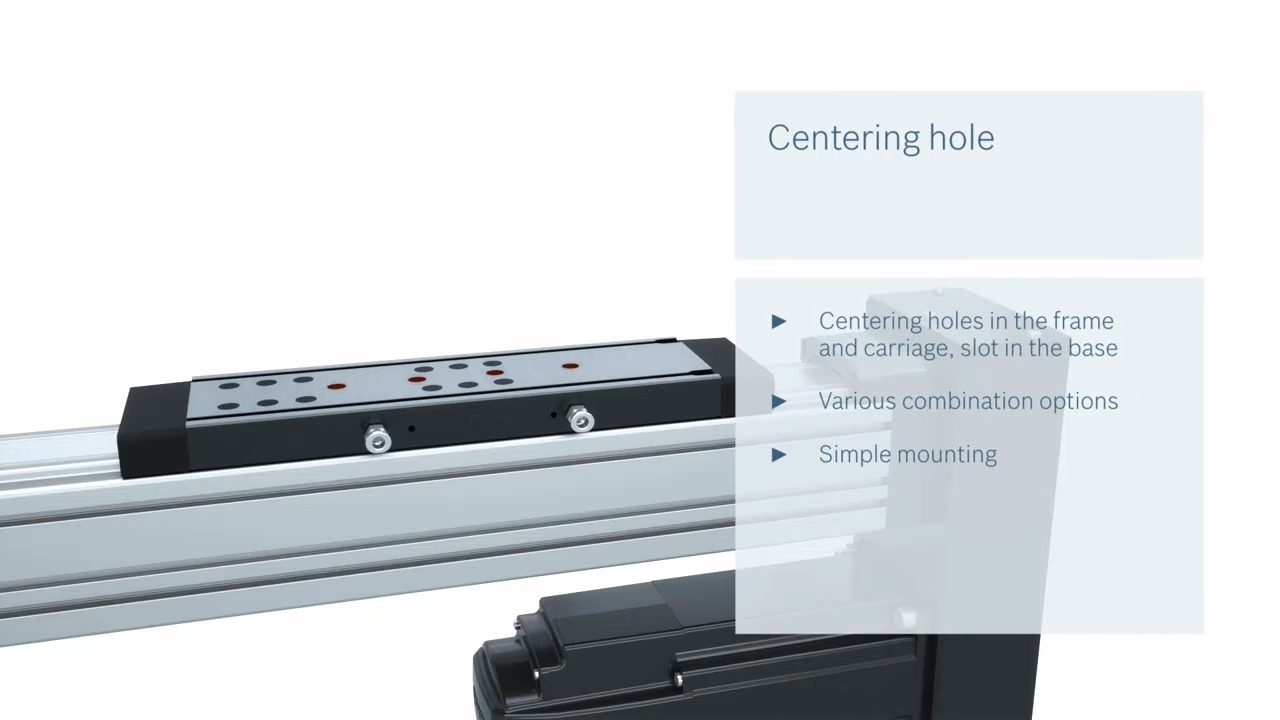 Centering hole
Centering holes in the frame
and carriage, slot in the base
Various combination options
Simple mounting